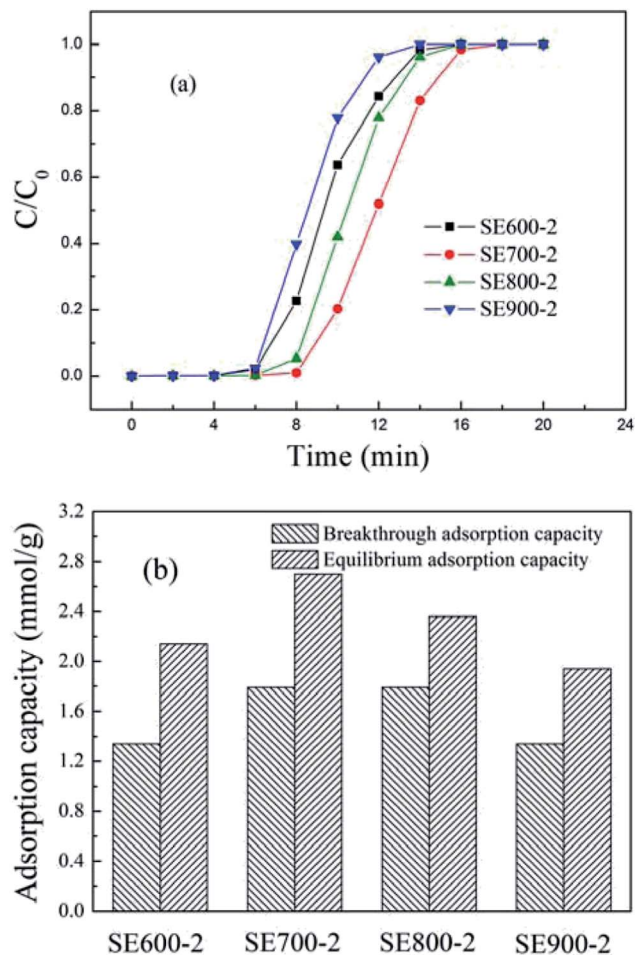 (a)
1.0
0.8
0.6
0.4
0.2
0.0
C/C0
SE600-2
SE700-2
SE800-2
SE900-2
0 4 8 12 16 20 24
Time (min)
(b)
Breakthrough adsorption capacity
Equilibrium adsorption capacity
3.2
2.8
2.4
2.0
1.6
1.2
0.8
0.4
0.0
Adsorption capacity (mmol/g)
SE600-2 SE700-2 SE800-2 SE900-2